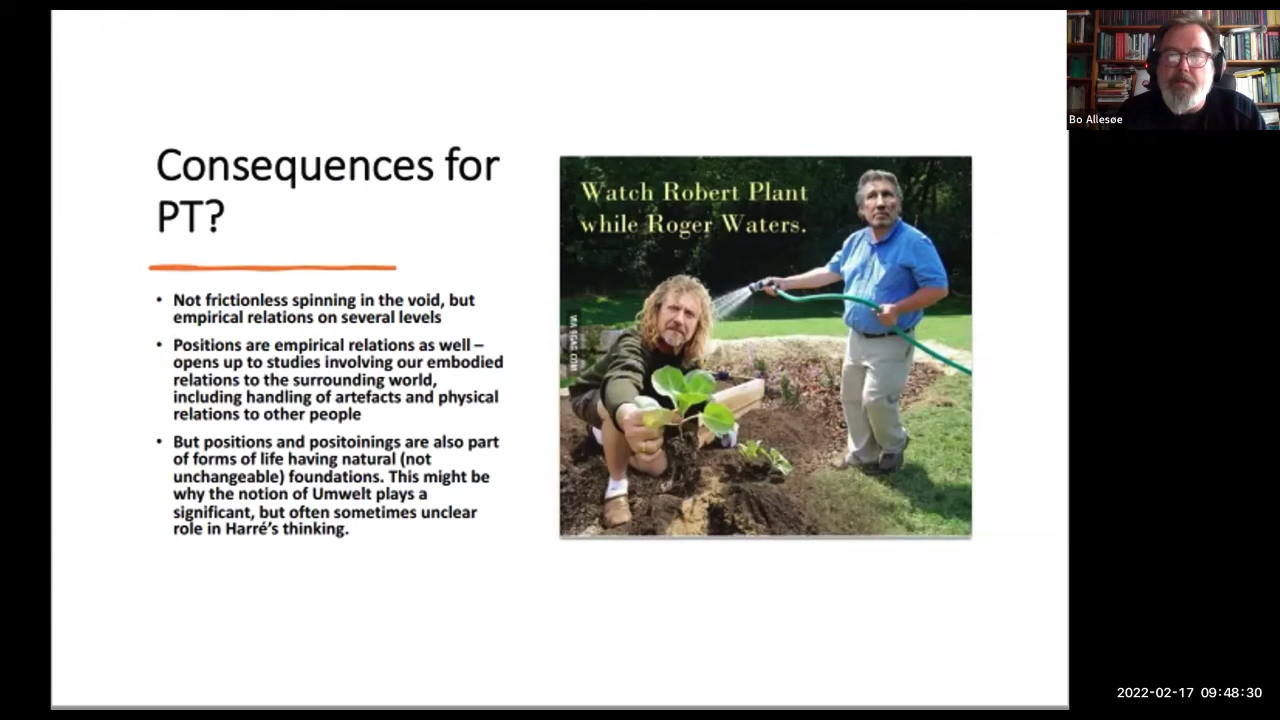 Consequences for
PT?
• Not frictionless spinning in the void, but
empirical relations on several levels
• Positions are empirical relations as well –
opens up to studies involving our embodied
relations to the surrounding world,
including handling of artefacts and physical
relations to other people
• But positions and positoinings are also part
of forms of life having natural (not
unchangeable) foundations. This might be
why the notion of Umwelt plays a
significant, but often sometimes unclear
role in Harré’s thinking.
Watch Robert Plant
while Roger Waters.
VIA 9GAG.COM
Bo Allesøe
2022-02-17 09:48:30